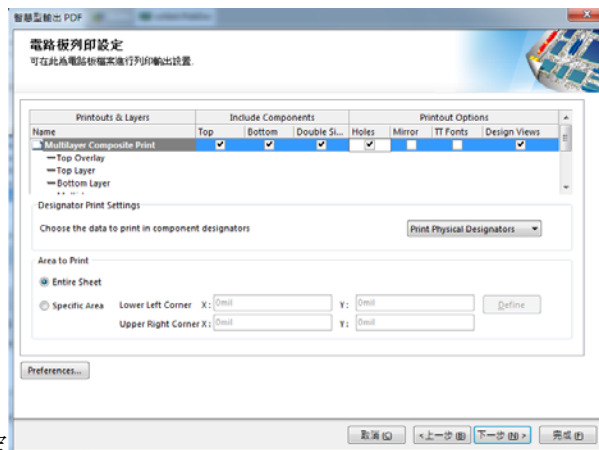 智慧型輸出 PDF
電路板列印設定
可在此為電路板檔案進行列印輸出設置.
Printouts & Layers Include Components Printout Options
Name Top Bottom Double Si... Holes Mirror TT Fonts Design Views
Multilayer Composite Print
Top Overlay
Top Layer
Bottom Layer
Designator Print Settings
Choose the data to print in component designators Print Physical Designators
Area to Print
Entire Sheet
Specific Area Lower Left Corner X: 0mil Y: 0mil Define
Upper Right Corner X: 0mil Y: 0mil
Preferences...
取消(C) <上一步(B) 下一步(N)> 完成(F)